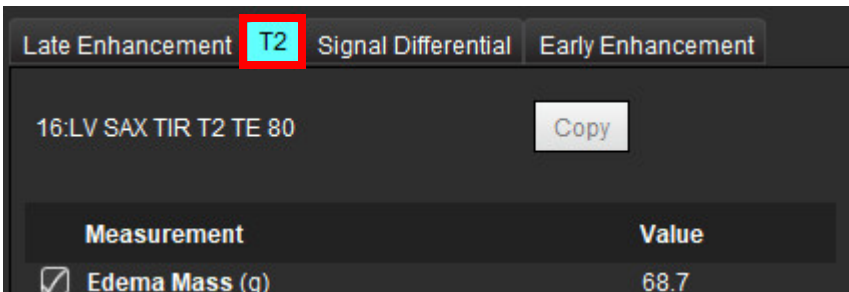 Late Enhancement T2 Signal Differential Early Enhancement
16:LV SAX TIR T2 TE 80 Copy
Measurement Value
Edema Mass (g) 68.7